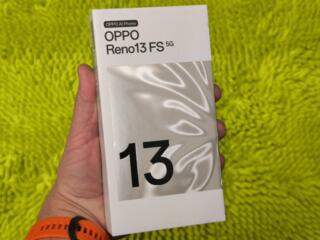 OPPO AI Phone
OPPO
Reno13 FS 5G
13